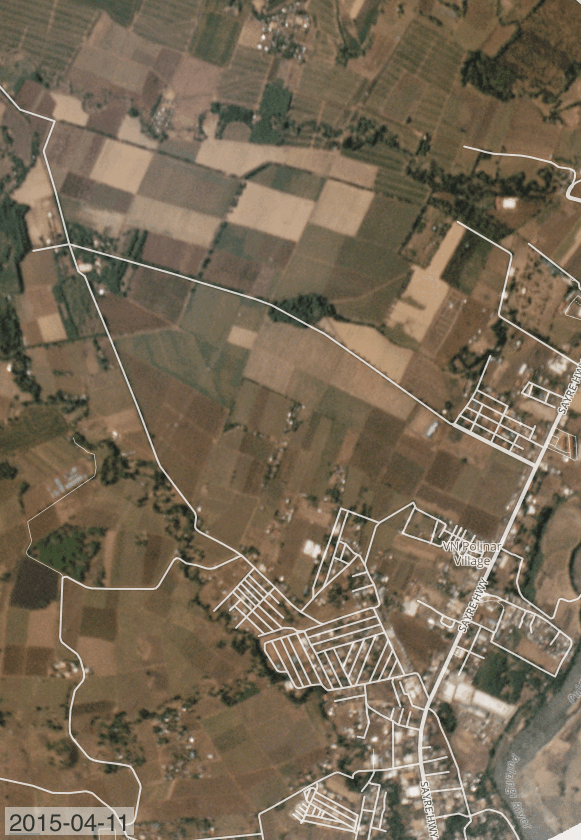 SAYRE HWY
VN Polinar
Village
SAYRE HWY
SAYRE HWY
2015-04-11